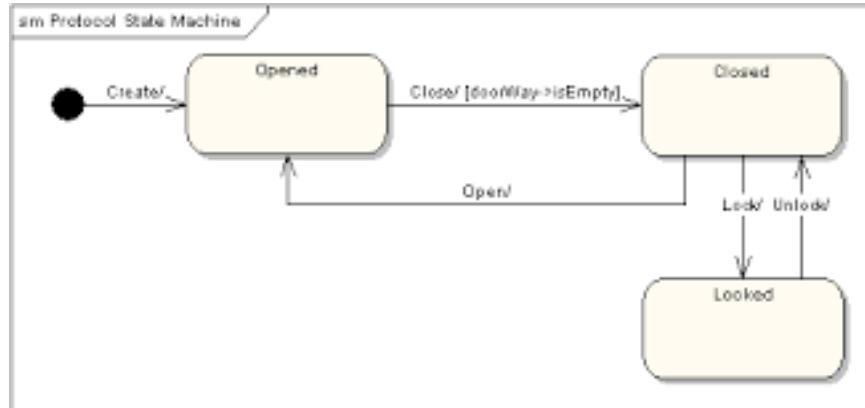 sm Protocol State Machine
Opened
Closed
Create/
Close/ [doorWay->isEmpty]
Open/
Lock/ Unlock/
Locked